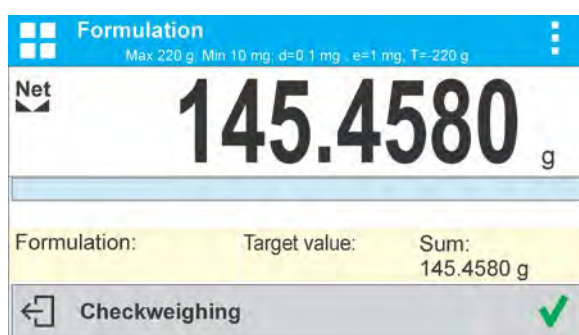 Formulation
Max 220 g; Min 10 mg; d=0.1 mg , e=1 mg, T=-220 g
Net
145.4580 g
Formulation: Target value: Sum:
145.4580 g
Checkweighing